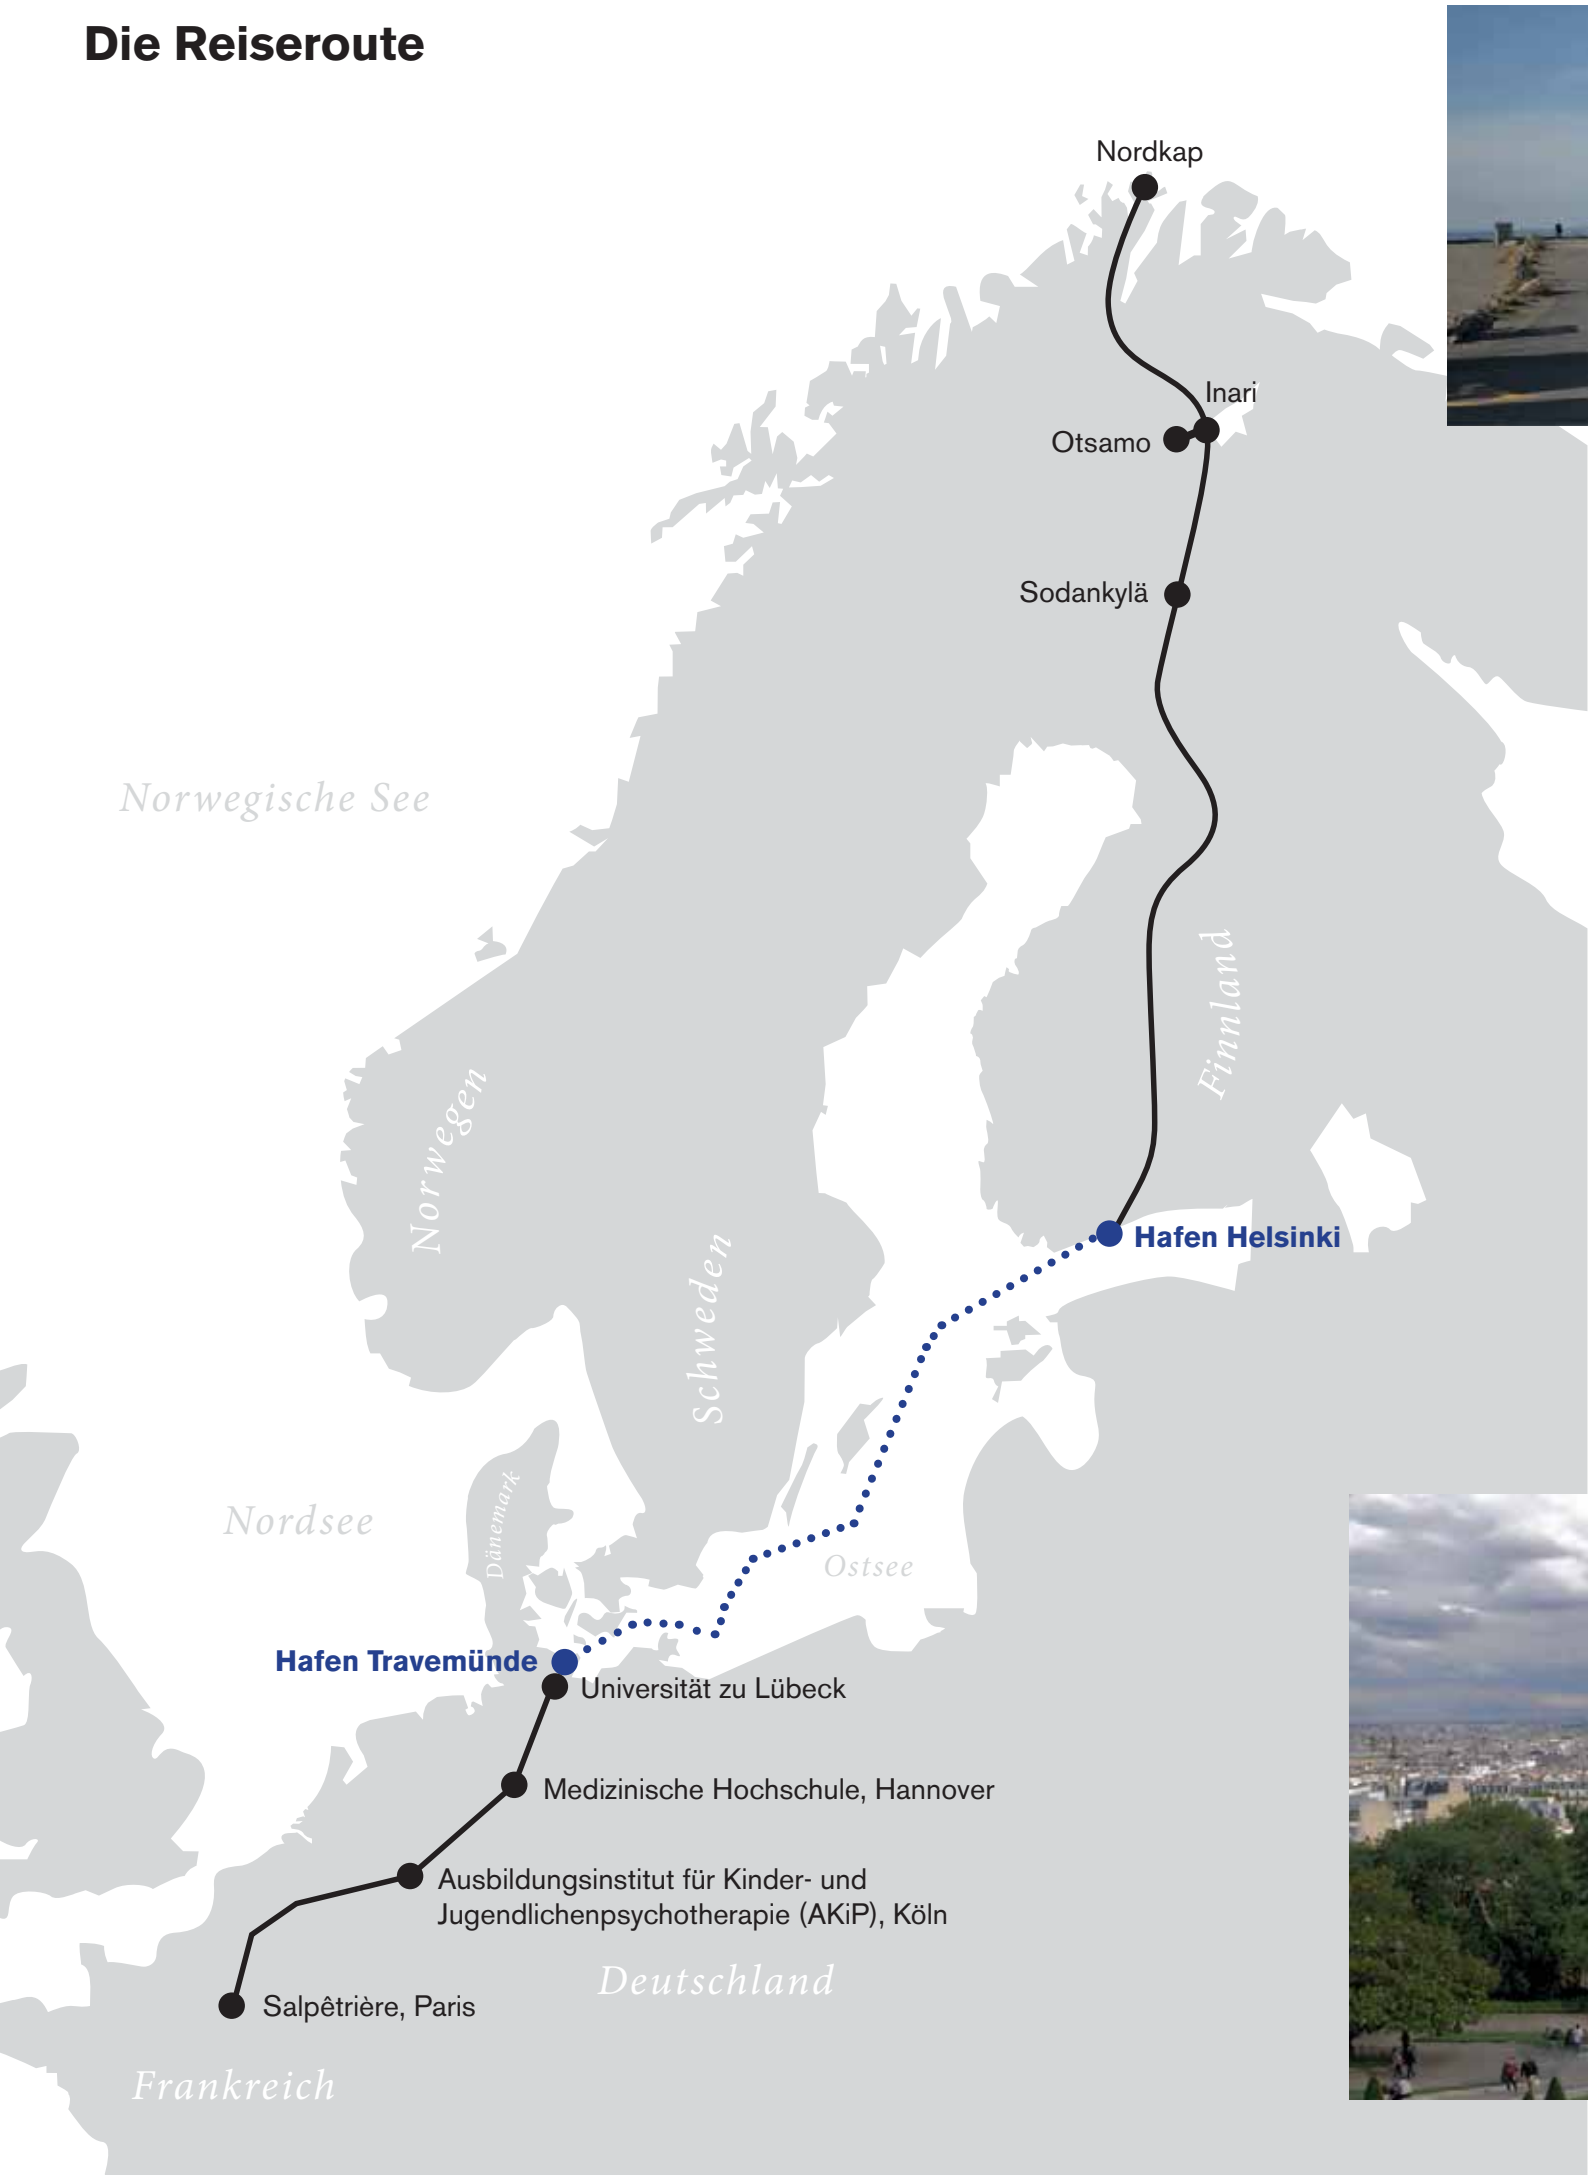 Die Reiseroute
Nordkap
Inari
Otsamo
Sodankylä
Norwegische See
Finnland
Norwegen
Hafen Helsinki
Schweden
Nordsee
Dänemark
Ostsee
Hafen Travemünde
Universität zu Lübeck
Medizinische Hochschule, Hannover
Ausbildungsinstitut für Kinder- und
Jugendlichenpsychotherapie (AKiP), Köln
Deutschland
Salpêtrière, Paris
Frankreich